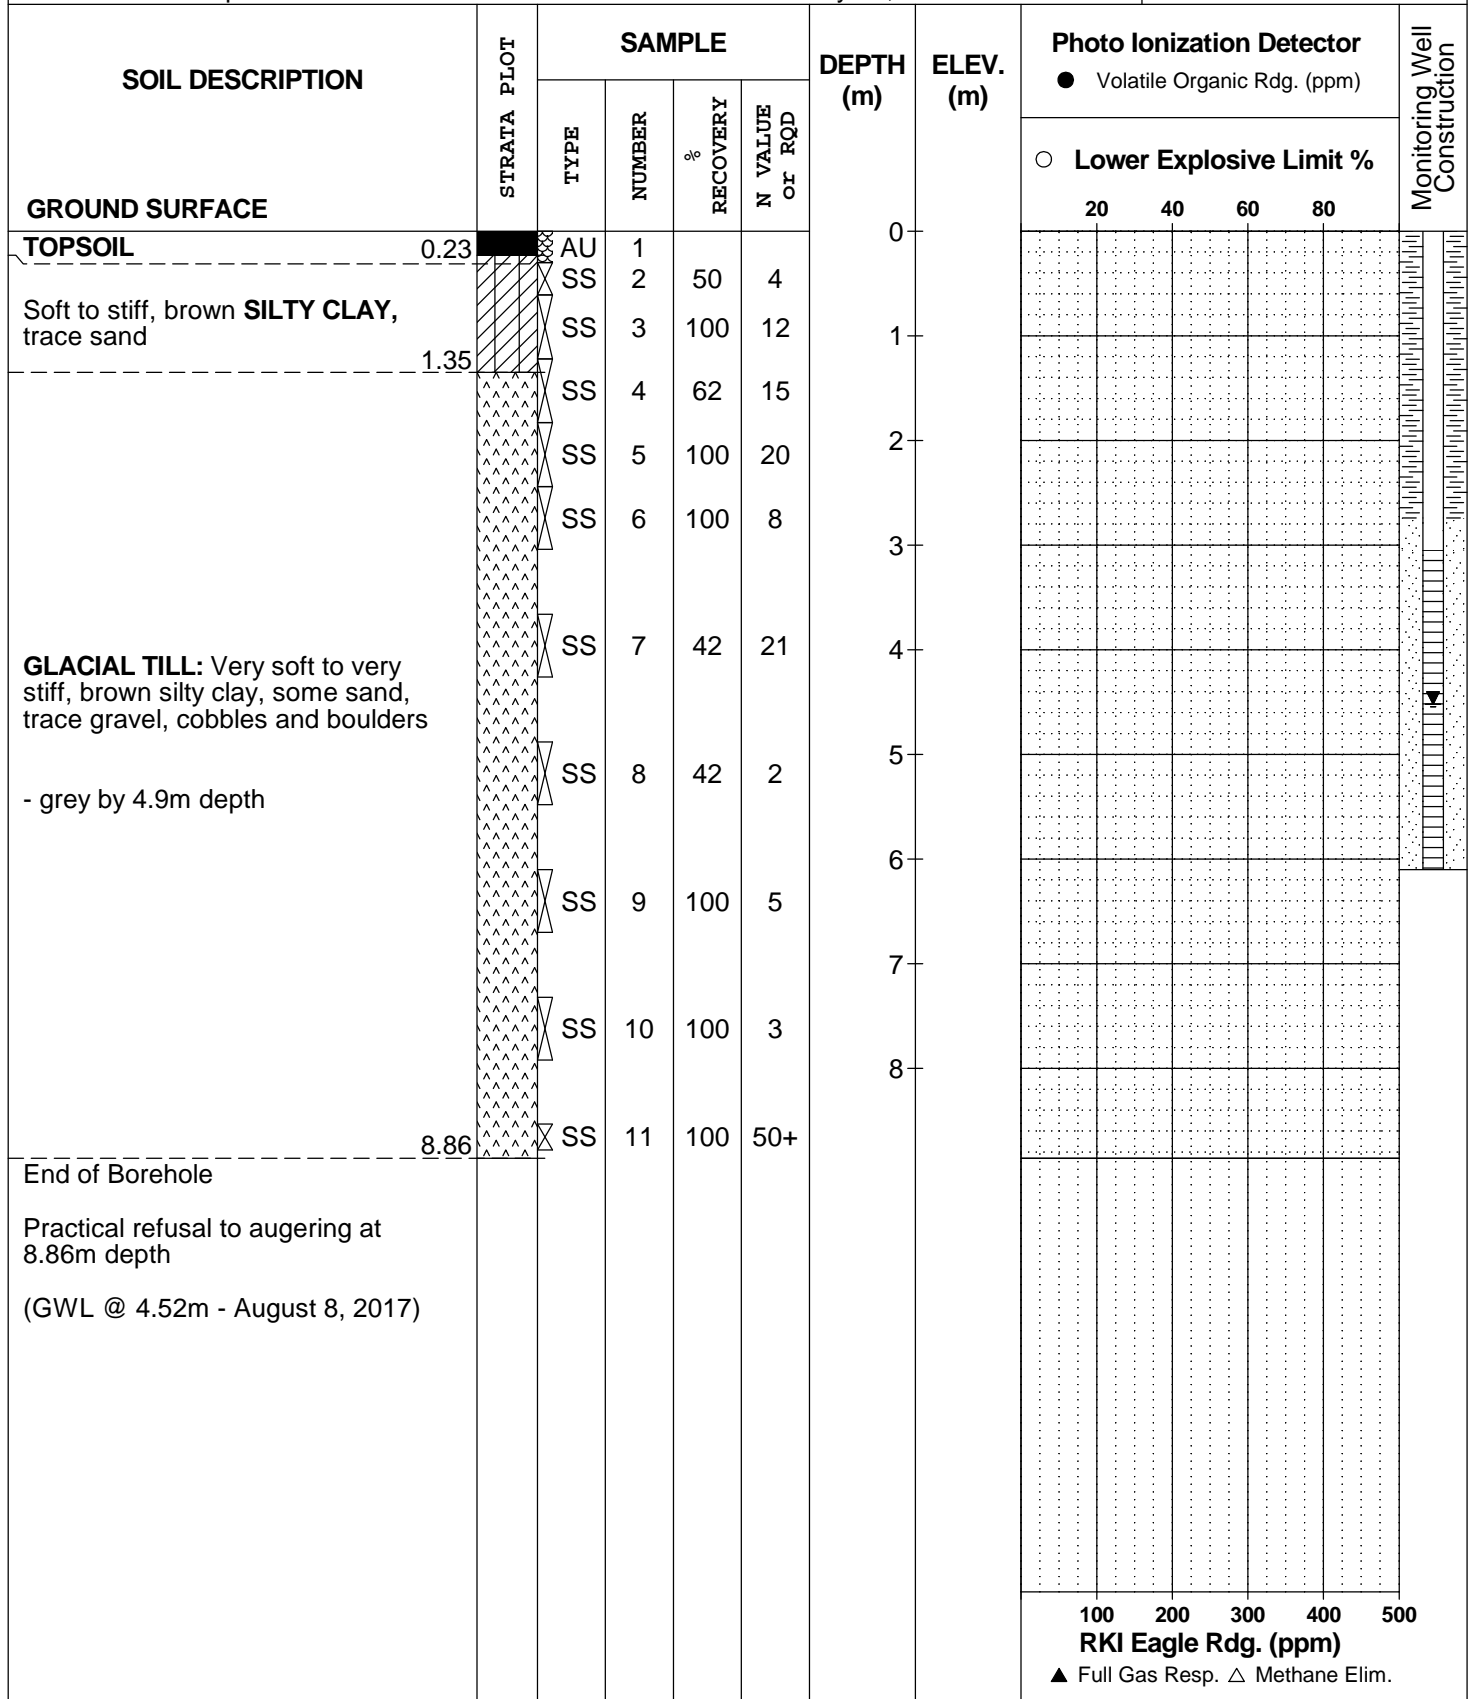 SOIL DESCRIPTION
GROUND SURFACE
STRATA PLOT
SAMPLE
TYPE
NUMBER
%
RECOVERY
N VALUE
or RQD
DEPTH
(m)
ELEV.
(m)
Photo Ionization Detector
● Volatile Organic Rdg. (ppm)
○ Lower Explosive Limit %
20 40 60 80
Monitoring Well
Construction
TOPSOIL 0.23
Soft to stiff, brown SILTY CLAY,
trace sand
1.35
GLACIAL TILL: Very soft to very
stiff, brown silty clay, some sand,
trace gravel, cobbles and boulders
- grey by 4.9m depth
8.86
End of Borehole
Practical refusal to augering at
8.86m depth
(GWL @ 4.52m - August 8, 2017)
AU 1
SS 2 50 4
SS 3 100 12
SS 4 62 15
SS 5 100 20
SS 6 100 8
SS 7 42 21
SS 8 42 2
SS 9 100 5
SS 10 100 3
SS 11 100 50+
0
1
2
3
4
5
6
7
8
100 200 300 400 500
RKI Eagle Rdg. (ppm)
▲ Full Gas Resp. △ Methane Elim.